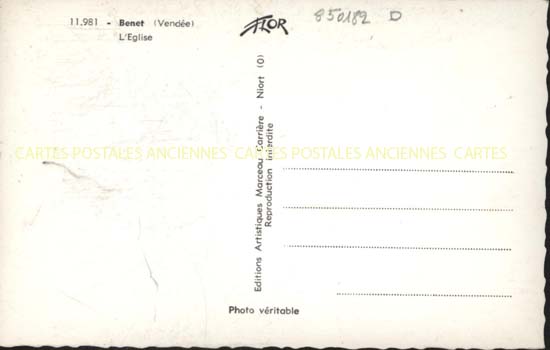 11.981 - Benet (Vendée)
L'Eglise
FLOR
850182 D
CARTES POSTALES ANCIENNES CARTES POSTALES ANCIENNES CARTES
Editions Artistiques Marceau Carrière - Niort (O)
Reproduction interdite
Photo véritable